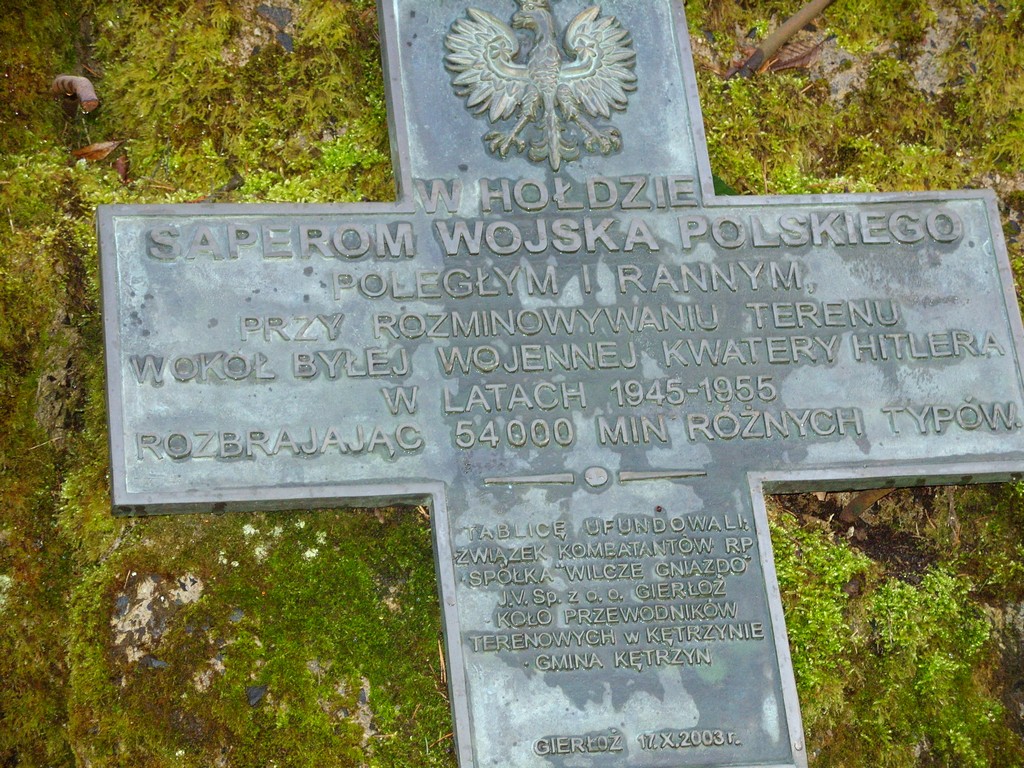 W HOŁDZIE
SAPEROM WOJSKA POLSKIEGO
POLEGŁYM I RANNYM,
PRZY ROZMINOWYWANIU TERENU
WOKÓŁ BYŁEJ WOJENNEJ KWATERY HITLERA
W LATACH 1945-1955
ROZBRAJAJĄC 54000 MIN RÓŻNYCH TYPÓW.
TABLICĘ UFUNDOWALI:
ZWIĄZEK KOMBATANTÓW RP
SPÓŁKA "WILCZE GNIAZDO"
J.V. Sp. z o.o. GIERŁOŻ
KOŁO PRZEWODNIKÓW
TERENOWYCH w KĘTRZYNIE
GMINA KĘTRZYN
GIERŁOŻ 17.X.2003 r.